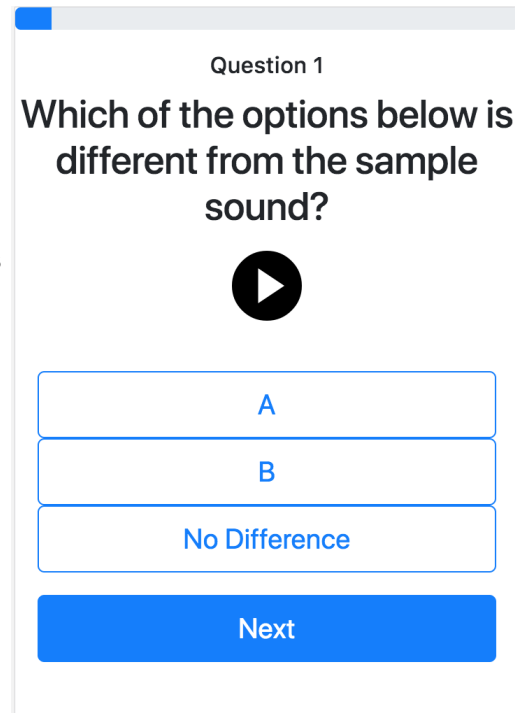 Question 1
Which of the options below is
different from the sample
sound?
A
B
No Difference
Next